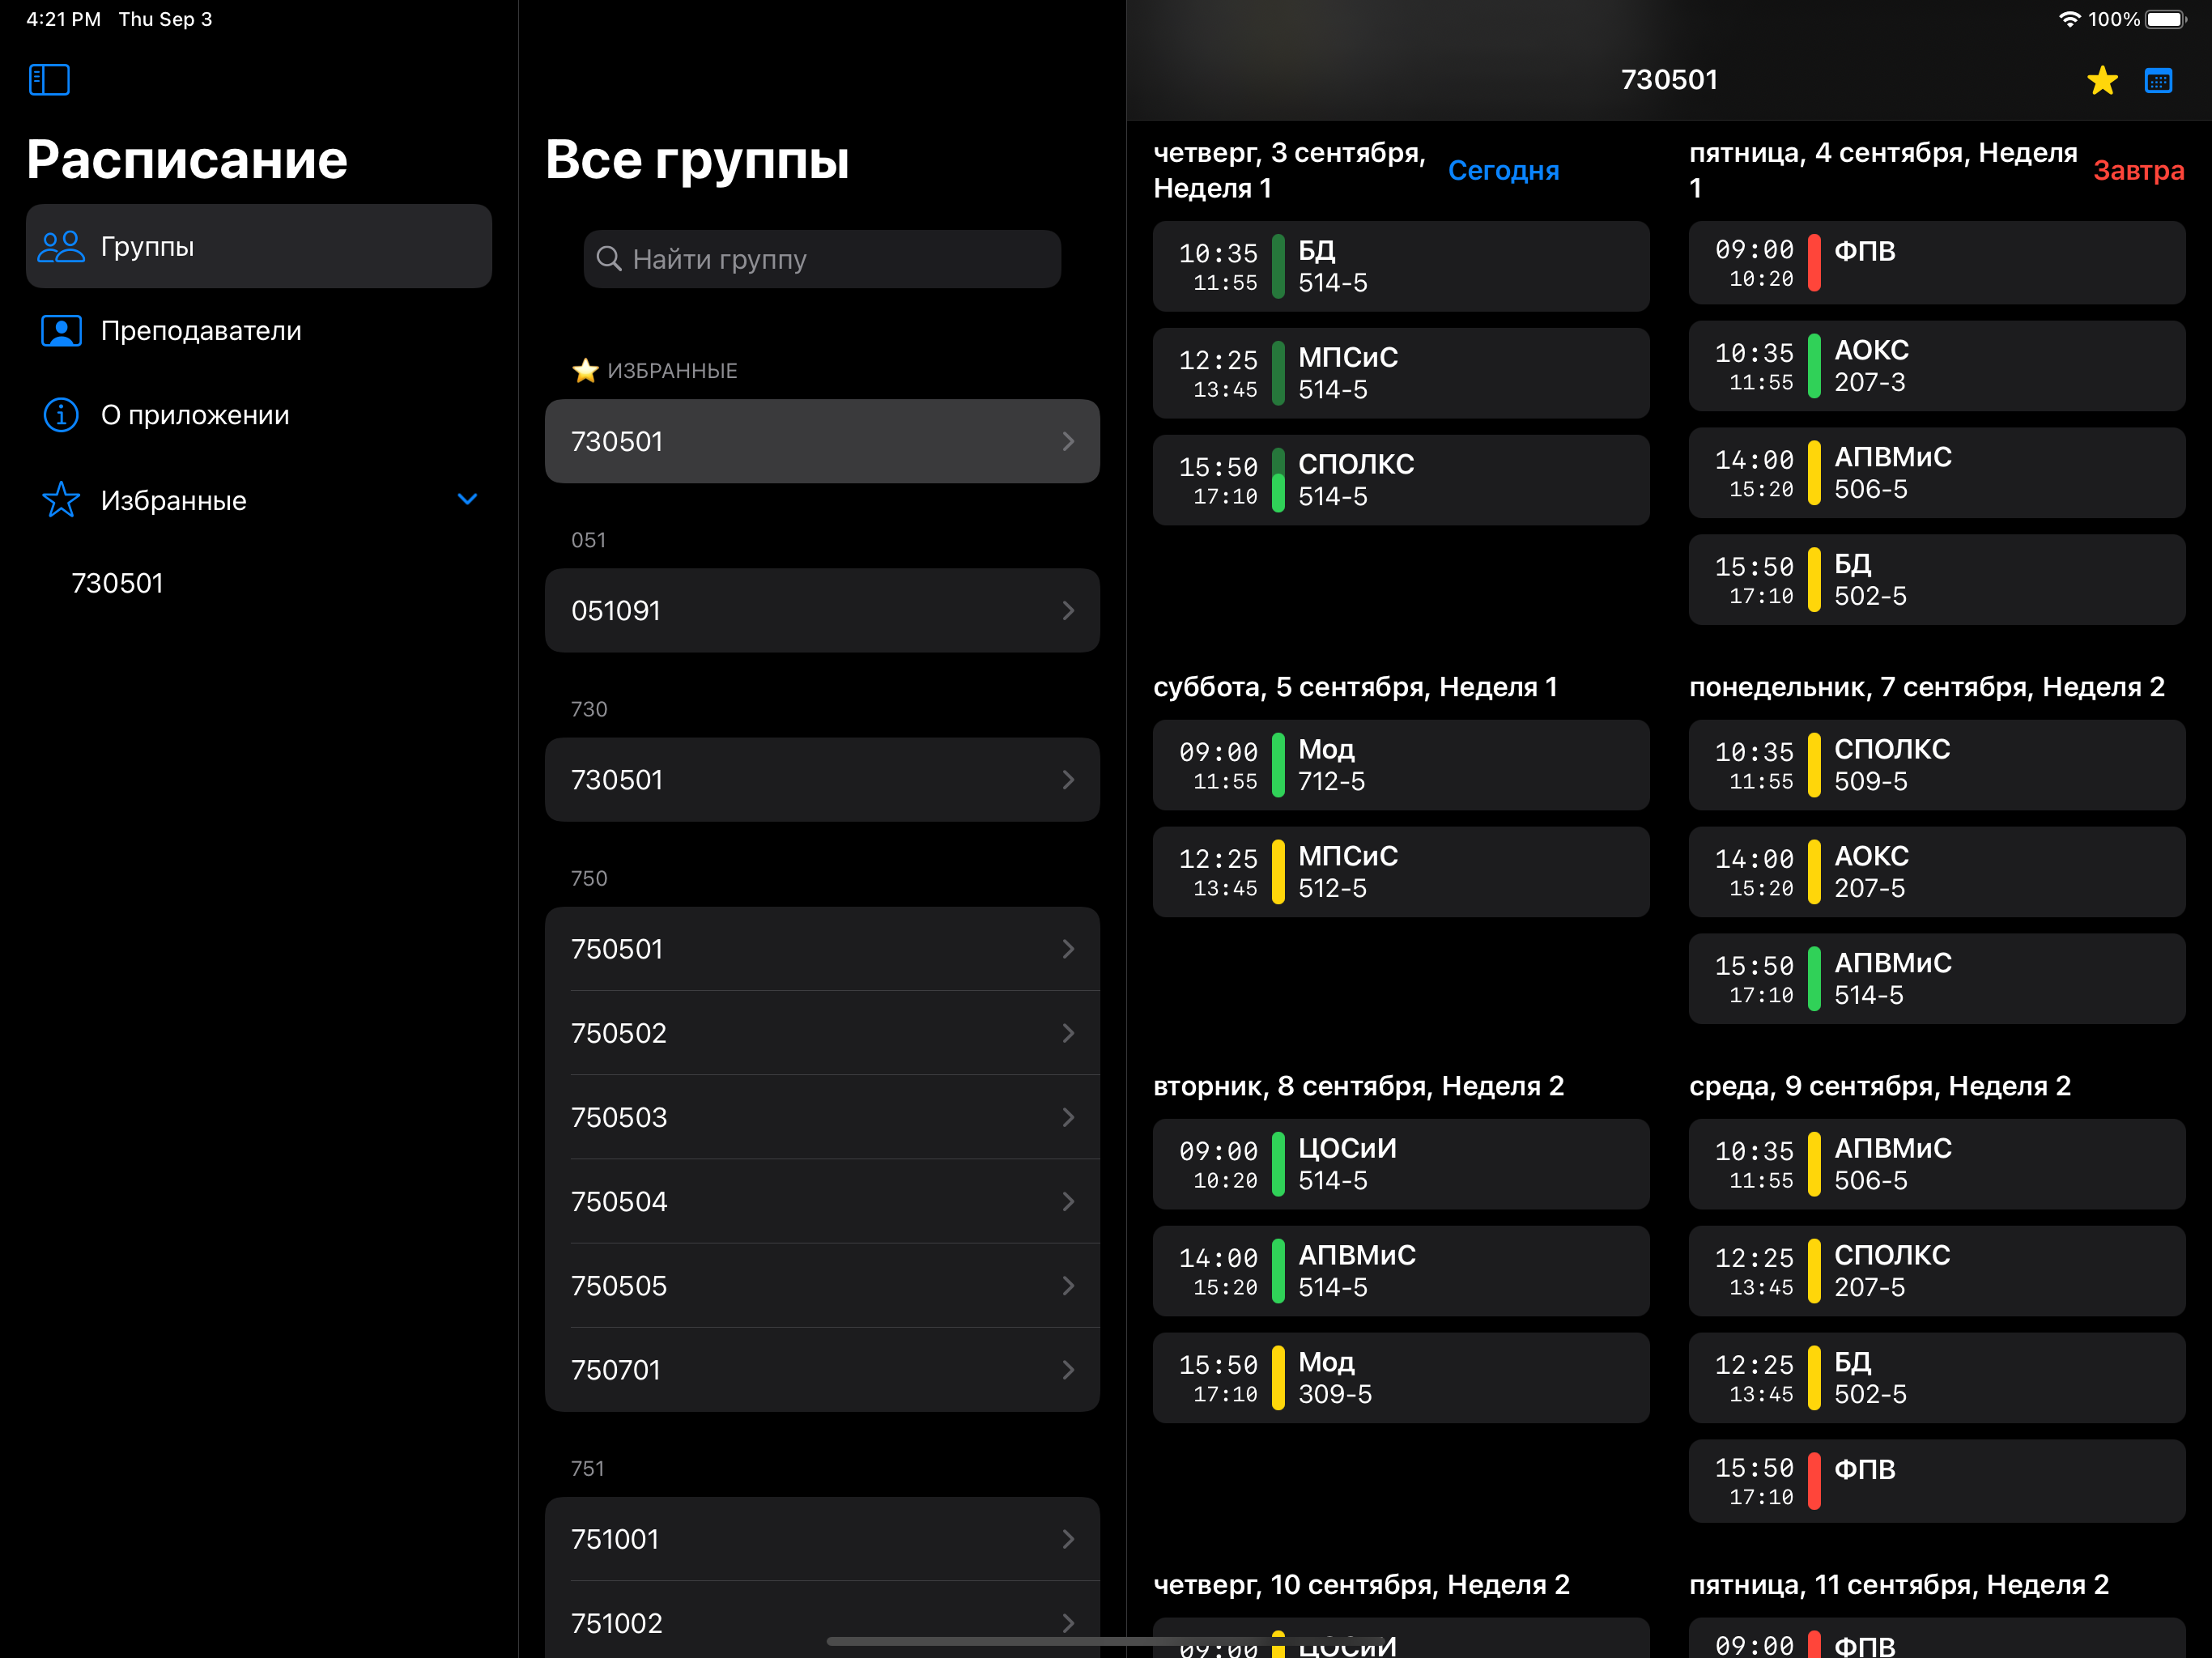 4:21 PM Thu Sep 3
100%
Расписание
Группы
Преподаватели
О приложении
Избранные
730501
Все группы
Найти группу
ИЗБРАННЫЕ
730501
051
051091
730
730501
750
750501
750502
750503
750504
750505
750701
751
751001
751002
730501
четверг, 3 сентября,
Неделя 1
Сегодня
10:35 БД
11:55 514-5
12:25 МПСиС
13:45 514-5
15:50 СПОЛКС
17:10 514-5
пятница, 4 сентября, Неделя
1
Завтра
09:00 ФПВ
10:20
10:35 АОКС
11:55 207-3
14:00 АПВМиС
15:20 506-5
15:50 БД
17:10 502-5
суббота, 5 сентября, Неделя 1
09:00 Мод
11:55 712-5
12:25 МПСиС
13:45 512-5
понедельник, 7 сентября, Неделя 2
10:35 СПОЛКС
11:55 509-5
14:00 АОКС
15:20 207-5
15:50 АПВМиС
17:10 514-5
вторник, 8 сентября, Неделя 2
09:00 ЦОСиИ
10:20 514-5
14:00 АПВМиС
15:20 514-5
15:50 Мод
17:10 309-5
среда, 9 сентября, Неделя 2
10:35 АПВМиС
11:55 506-5
12:25 СПОЛКС
13:45 207-5
12:25 БД
13:45 502-5
15:50 ФПВ
17:10
четверг, 10 сентября, Неделя 2
09:00 ЦОСиИ
пятница, 11 сентября, Неделя 2
09:00 ФПВ